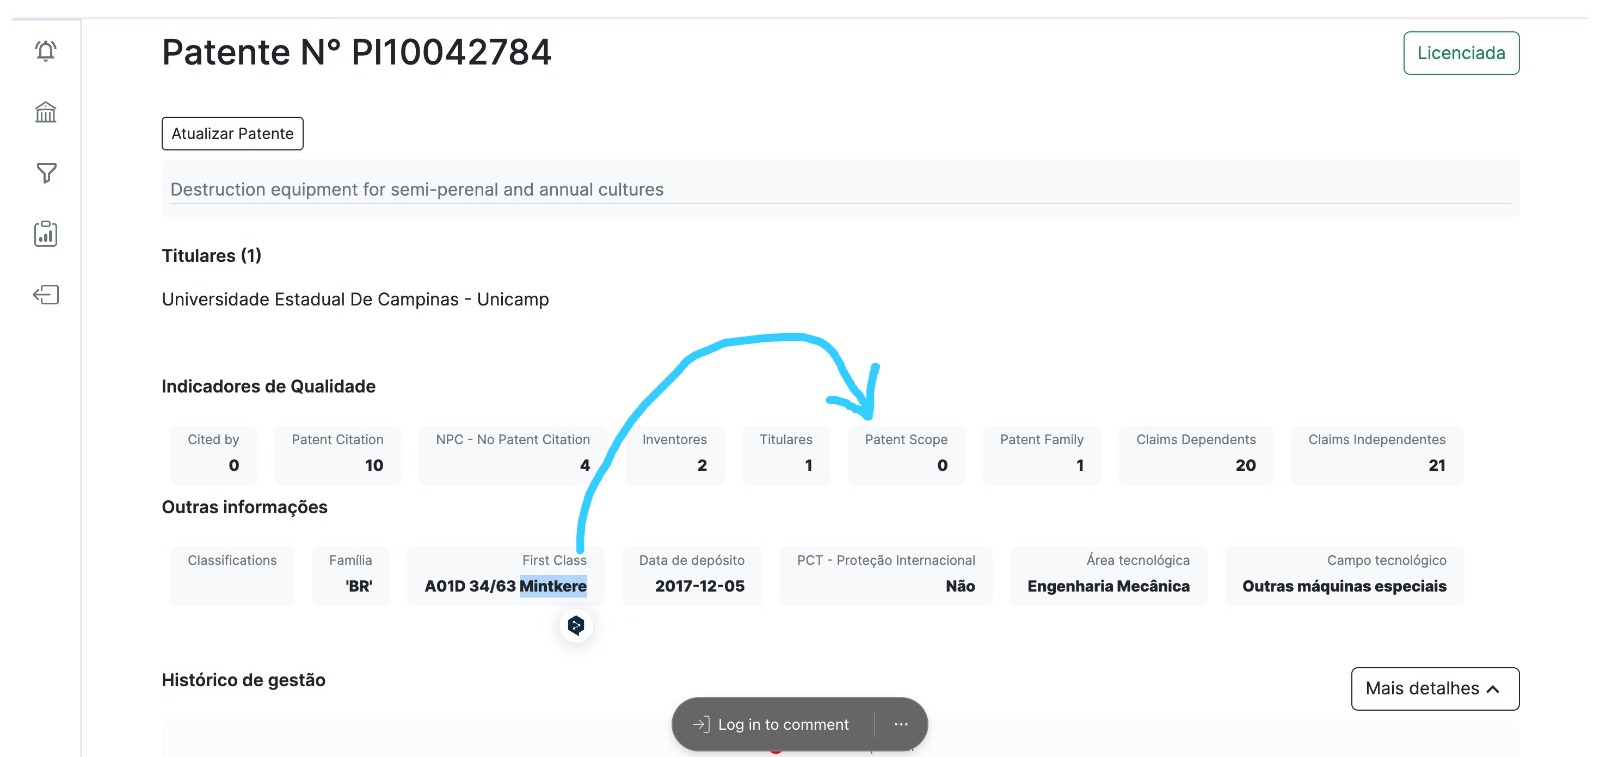 Patente N° PI10042784
Licenciada
Atualizar Patente
Destruction equipment for semi-perenal and annual cultures
Titulares (1)
Universidade Estadual De Campinas - Unicamp
Indicadores de Qualidade
Cited by
0
Patent Citation
10
NPC - No Patent Citation
4
Inventores
2
Titulares
1
Patent Scope
0
Patent Family
1
Claims Dependents
20
Claims Independentes
21
Outras informações
Classifications
Família
'BR'
First Class
A01D 34/63 Mintkere
Data de depósito
2017-12-05
PCT - Proteção Internacional
Não
Área tecnológica
Engenharia Mecânica
Campo tecnológico
Outras máquinas especiais
Histórico de gestão
Mais detalhes
Log in to comment